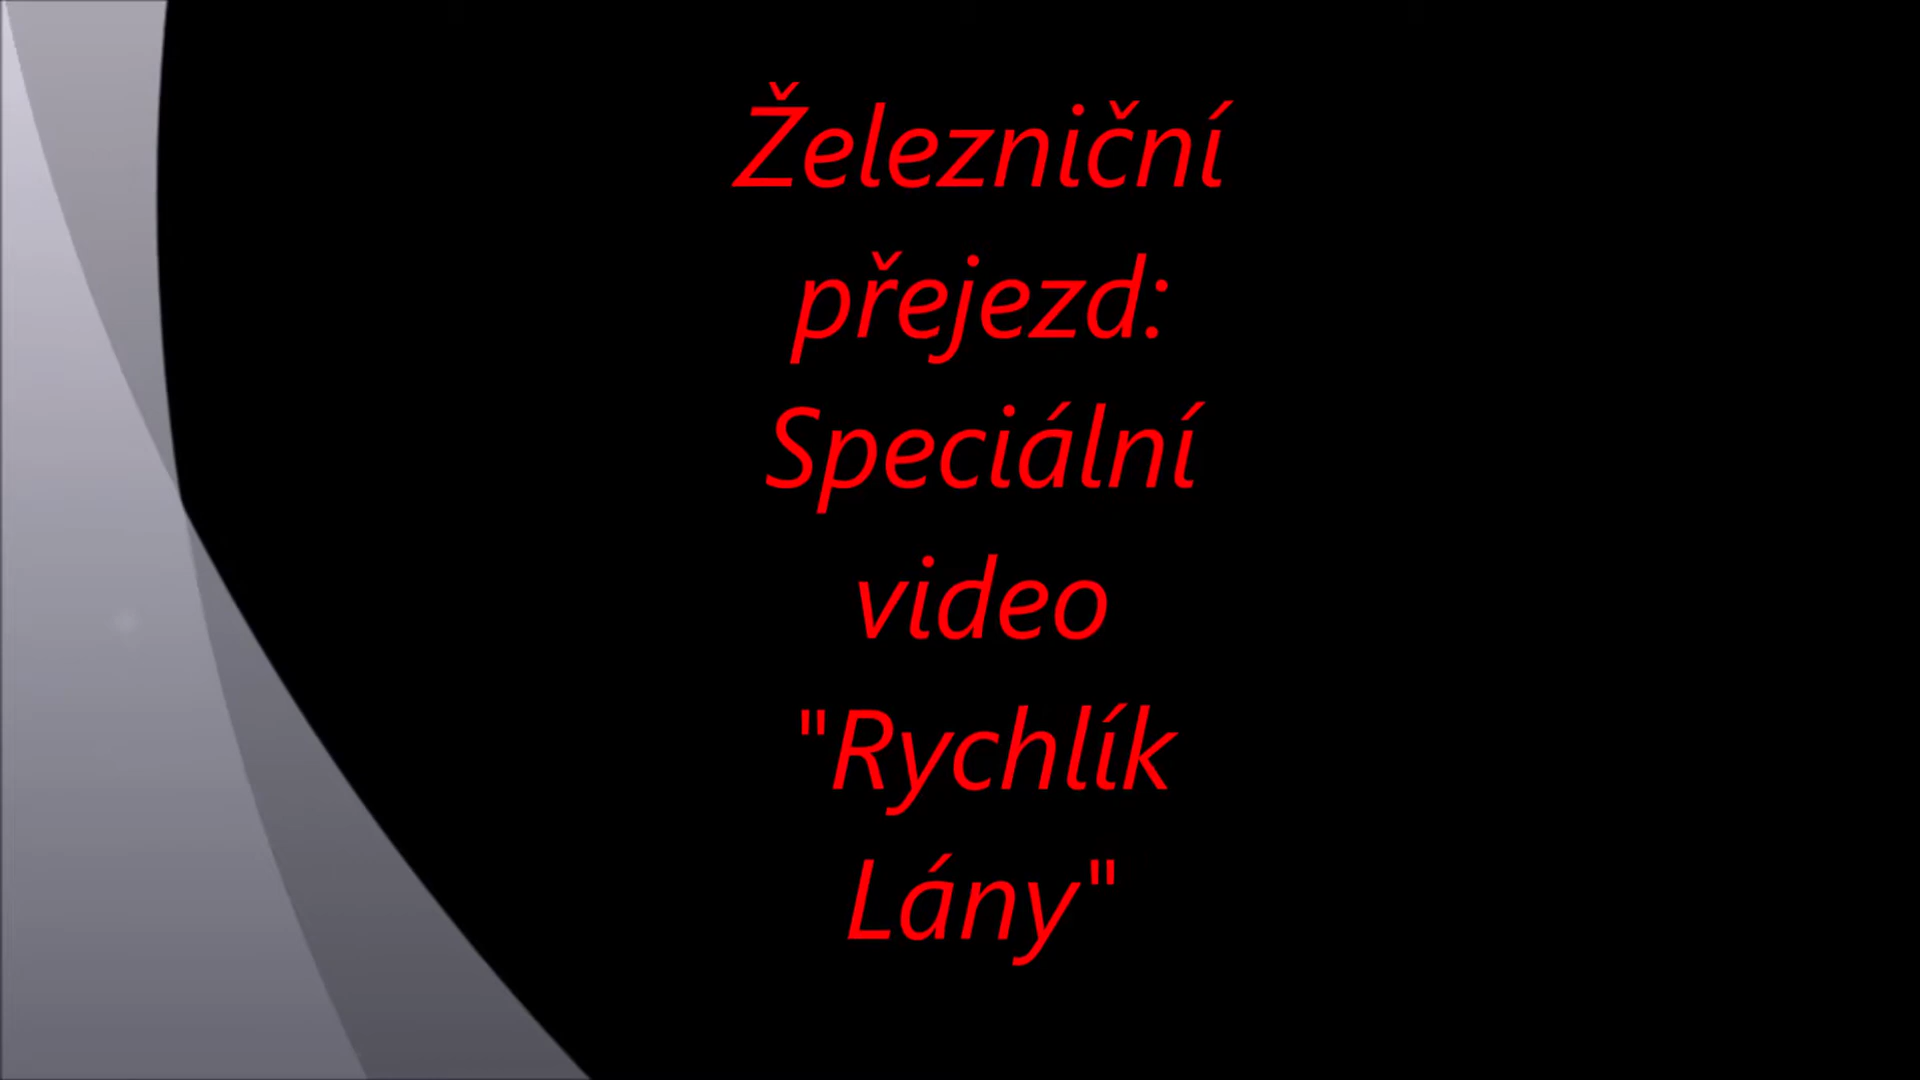 Železniční
přejezd:
Speciální
video
"Rychlík
Lány"